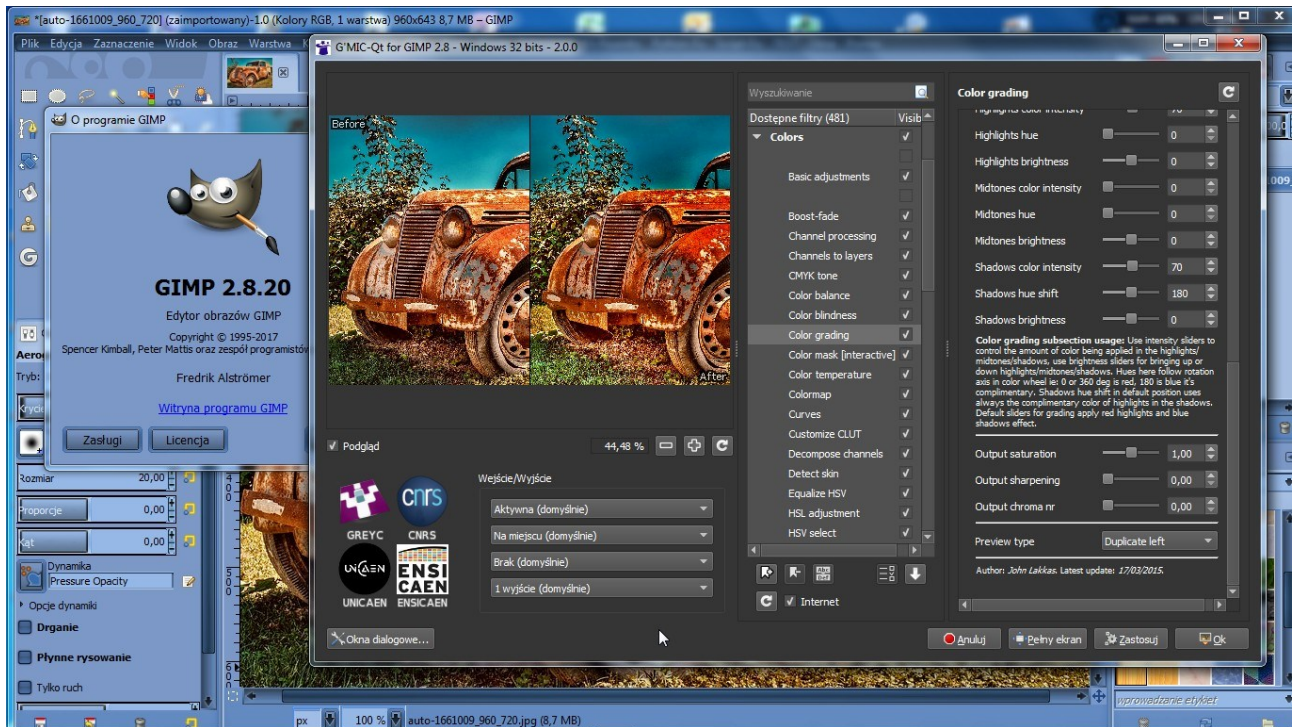 *[auto-1661009_960_720] (zaimportowany)-1.0 (Kolory RGB, 1 warstwa) 960x643 8,7 MB – GIMP
Plik Edycja Zaznaczenie Widok Obraz Warstwa
G'MIC-Qt for GIMP 2.8 - Windows 32 bits - 2.0.0
O programie GIMP
GIMP 2.8.20
Edytor obrazów GIMP
Copyright © 1995-2017
Spencer Kimball, Peter Mattis oraz zespół programistów
Fredrik Alströmer
Witryna programu GIMP
Zasługi
Licencja
Tryb:
Rozmiar 20,00
Proporcje 0,00
Kąt 0,00
Dynamika
Pressure Opacity
Opcje dynamiki
Drganie
Płynne rysowanie
Tylko ruch
px 100 % auto-1661009_960_720.jpg (8,7 MB)
wprowadzanie etykiet
Before
After
Podgląd
44,48 %
GREYC
cnrs
CNRS
UNICAEN
UNICAEN
ENSI
CAEN
ENSICAEN
Wejście/Wyjście
Aktywna (domyślnie)
Na miejscu (domyślnie)
Brak (domyślnie)
1 wyjście (domyślnie)
Okna dialogowe...
Wyszukiwanie
Dostępne filtry (481) Visib
Colors
Basic adjustments
Boost-fade
Channel processing
Channels to layers
CMYK tone
Color balance
Color blindness
Color grading
Color mask [interactive]
Color temperature
Colormap
Curves
Customize CLUT
Decompose channels
Detect skin
Equalize HSV
HSL adjustment
HSV select
Internet
Color grading
Highlights color intensity 70
Highlights hue 0
Highlights brightness 0
Midtones color intensity 0
Midtones hue 0
Midtones brightness 0
Shadows color intensity 70
Shadows hue shift 180
Shadows brightness 0
Color grading subsection usage: Use intensity sliders to
control the amount of color being applied in the highlights/
midtones/shadows, use brightness sliders for bringing up or
down highlights/midtones/shadows. Hues here follow rotation
axis in color wheel ie: 0 or 360 deg is red, 180 is blue it's
complimentary. Shadows hue shift in default position uses
always the complimentary color of highlights in the shadows.
Default sliders for grading apply red highlights and blue
shadows effect.
Output saturation 1,00
Output sharpening 0,00
Output chroma nr 0,00
Preview type Duplicate left
Author: John Lakkas. Latest update: 17/03/2015.
Anuluj
Pełny ekran
Zastosuj
Ok